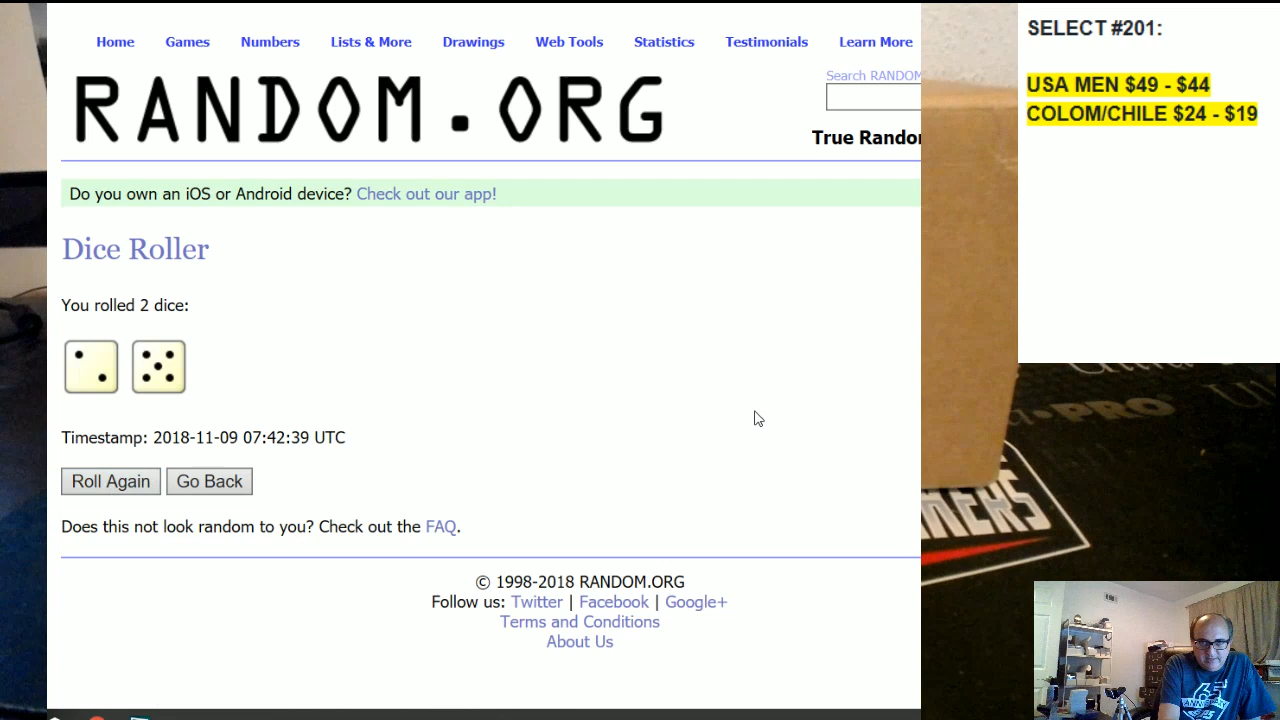 Home Games Numbers Lists & More Drawings Web Tools Statistics Testimonials Learn More
RANDOM.ORG
Search RANDOM
True Random
Do you own an iOS or Android device? Check out our app!
Dice Roller
You rolled 2 dice:
Timestamp: 2018-11-09 07:42:39 UTC
Roll Again Go Back
Does this not look random to you? Check out the FAQ.
© 1998-2018 RANDOM.ORG
Follow us: Twitter | Facebook | Google+
Terms and Conditions
About Us
SELECT #201:
USA MEN $49 - $44
COLOM/CHILE $24 - $19
PRO